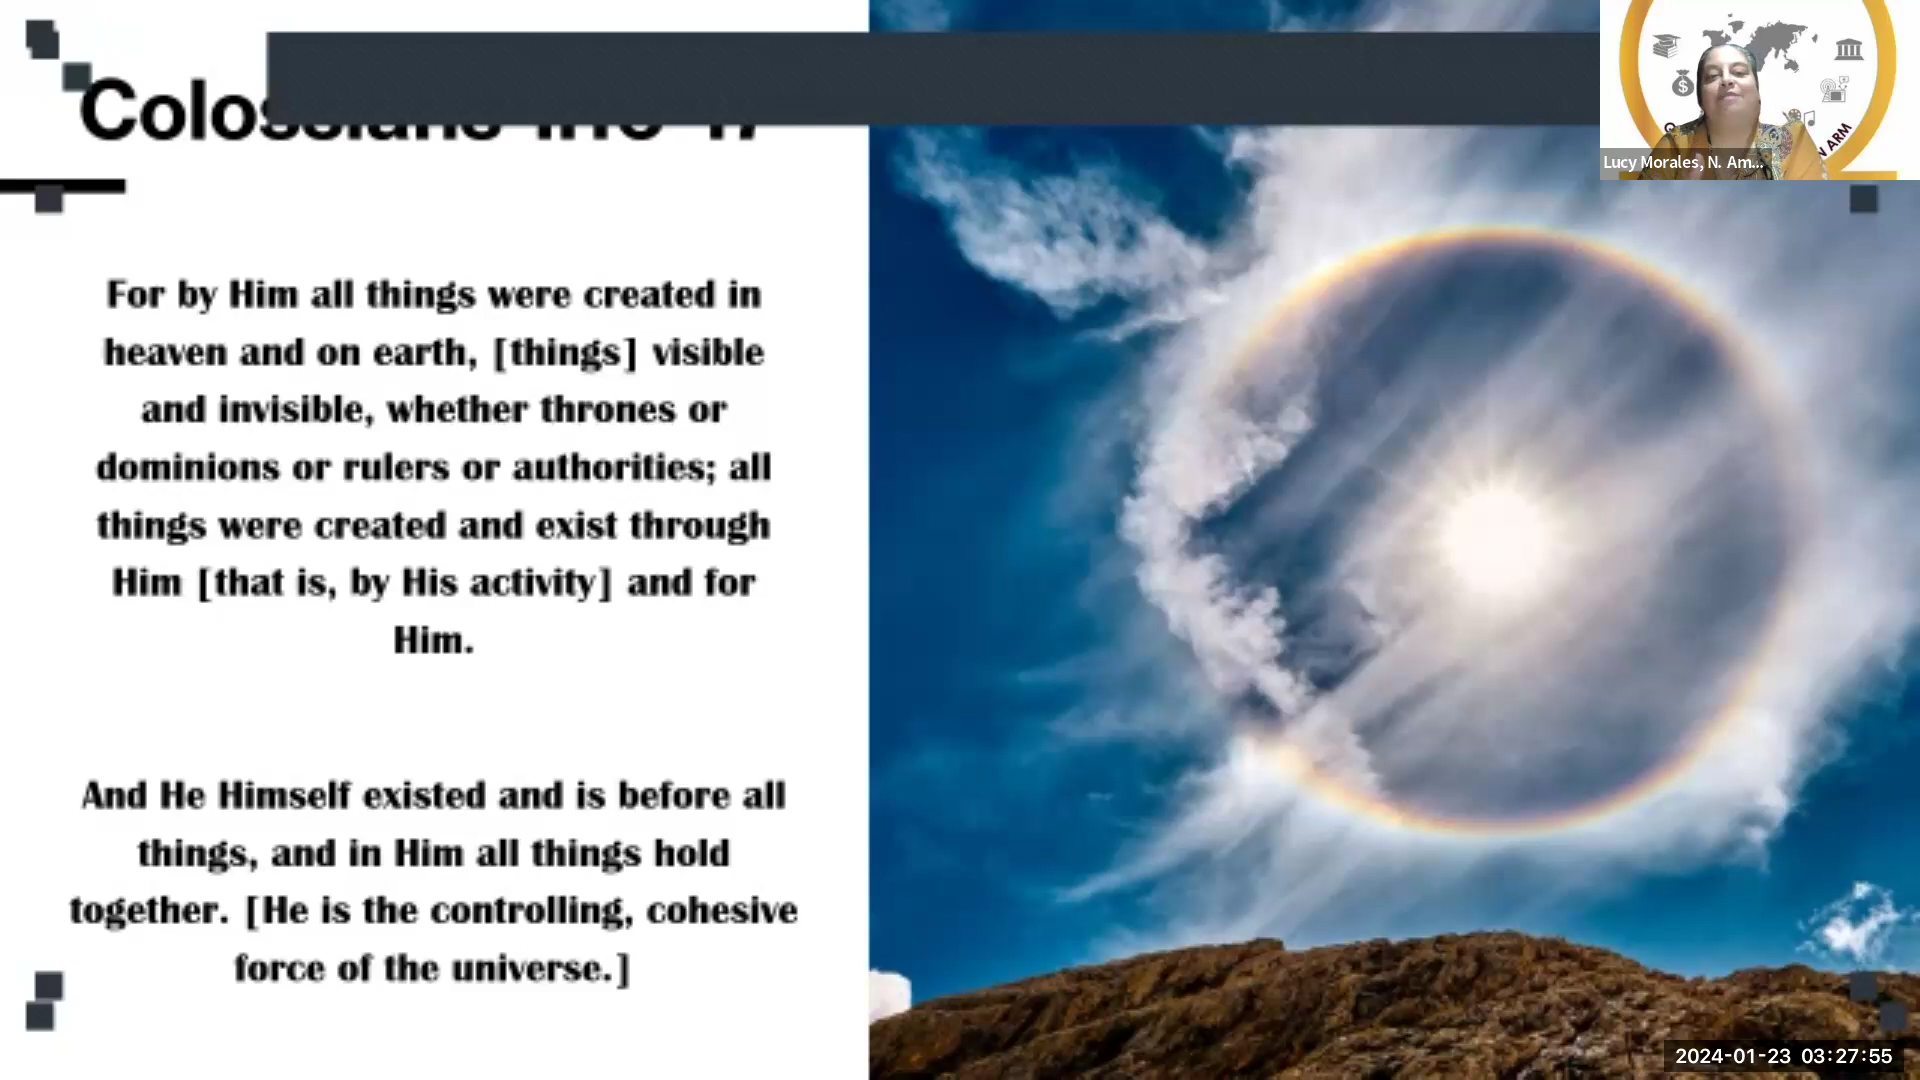 For by Him all things were created in
heaven and on earth, [things] visible
and invisible, whether thrones or
dominions or rulers or authorities; all
things were created and exist through
Him [that is, by His activity] and for
Him.
And He Himself existed and is before all
things, and in Him all things hold
together. [He is the controlling, cohesive
force of the universe.]
$
ARM
Lucy Morales, N. Am...
2024-01-23 03:27:55